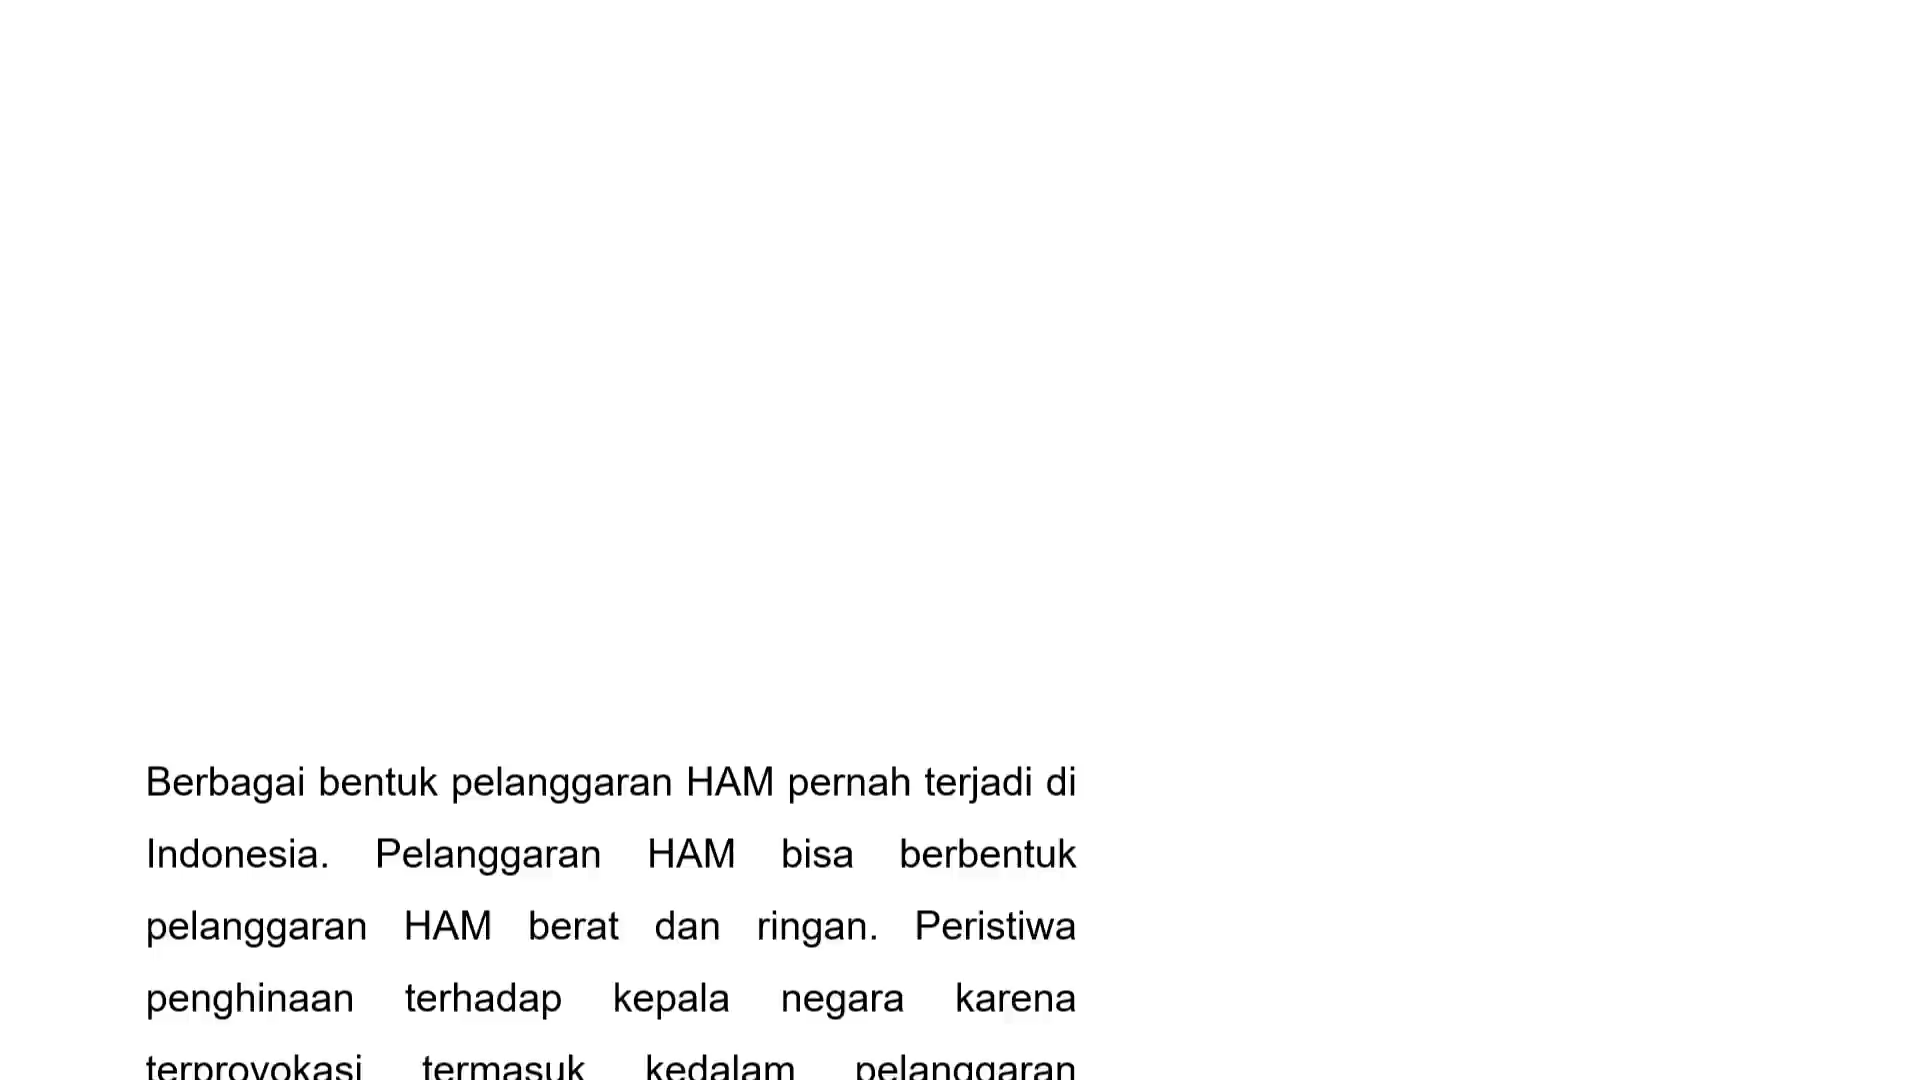 Berbagai bentuk pelanggaran HAM pernah terjadi di
Indonesia. Pelanggaran HAM bisa berbentuk
pelanggaran HAM berat dan ringan. Peristiwa
penghinaan terhadap kepala negara karena
terprovokasi termasuk kedalam pelanggaran